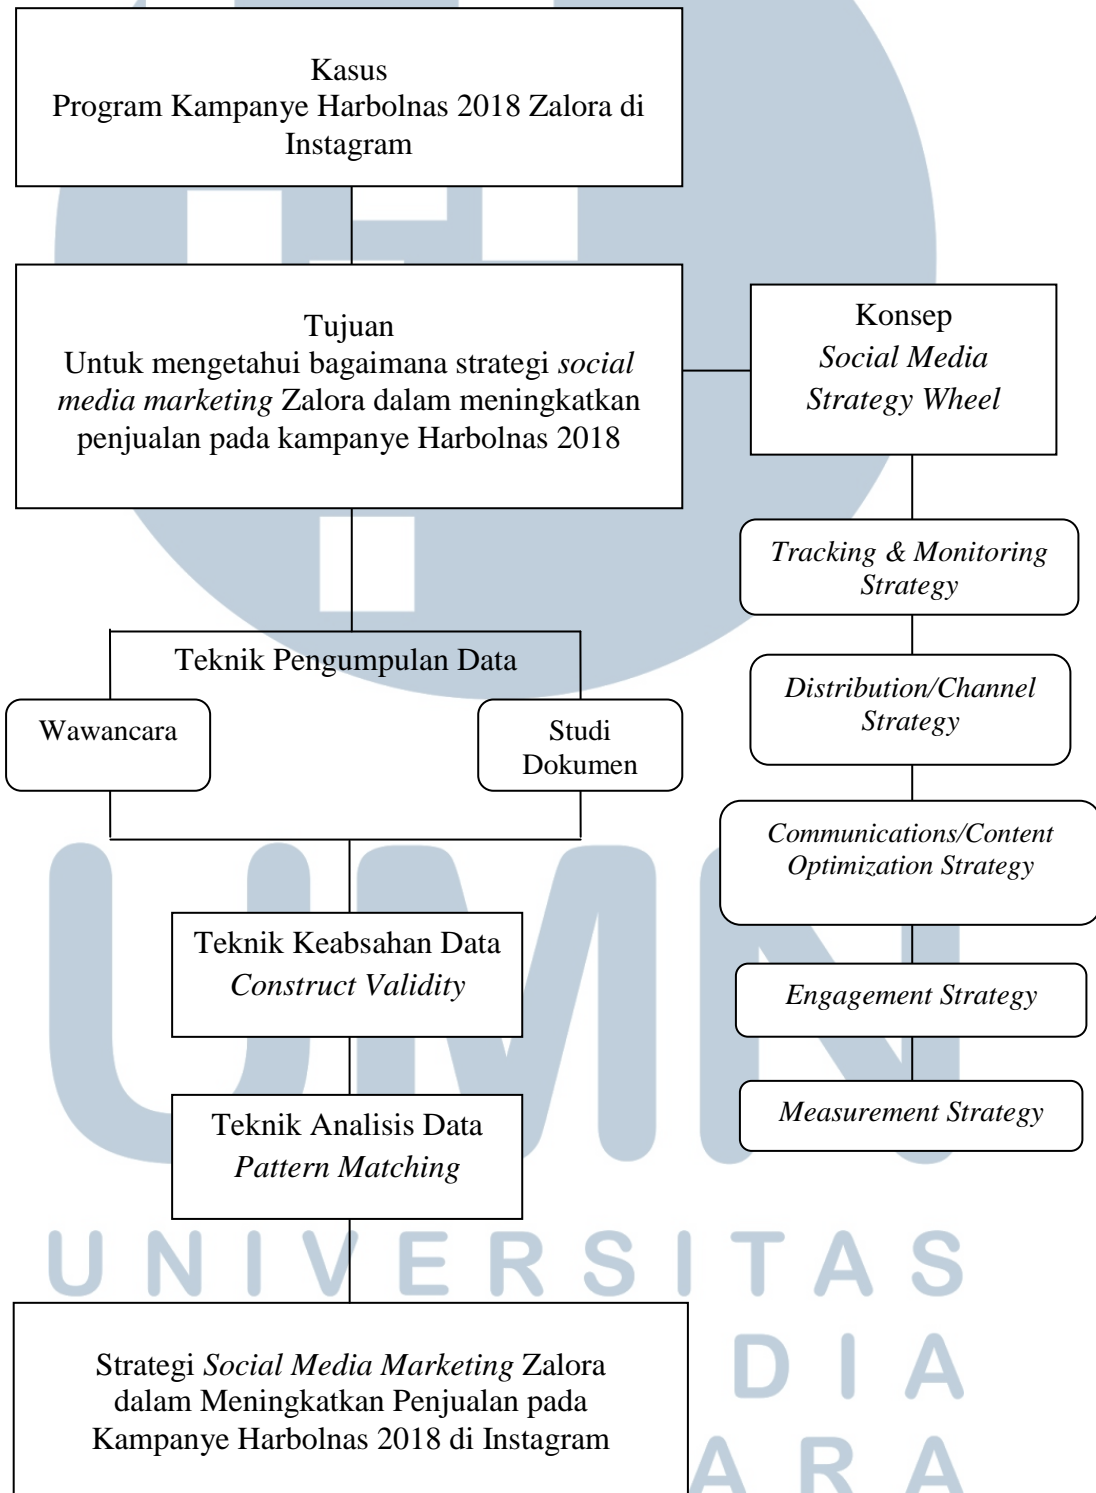 Kasus
Program Kampanye Harbolnas 2018 Zalora di
Instagram
Tujuan
Untuk mengetahui bagaimana strategi social
media marketing Zalora dalam meningkatkan
penjualan pada kampanye Harbolnas 2018
Konsep
Social Media
Strategy Wheel
Tracking & Monitoring
Strategy
Distribution/Channel
Strategy
Communications/Content
Optimization Strategy
Engagement Strategy
Measurement Strategy
Teknik Pengumpulan Data
Wawancara
Studi
Dokumen
Teknik Keabsahan Data
Construct Validity
Teknik Analisis Data
Pattern Matching
Strategi Social Media Marketing Zalora
dalam Meningkatkan Penjualan pada
Kampanye Harbolnas 2018 di Instagram
UMN
UNIVERSITAS
DIA
ARA